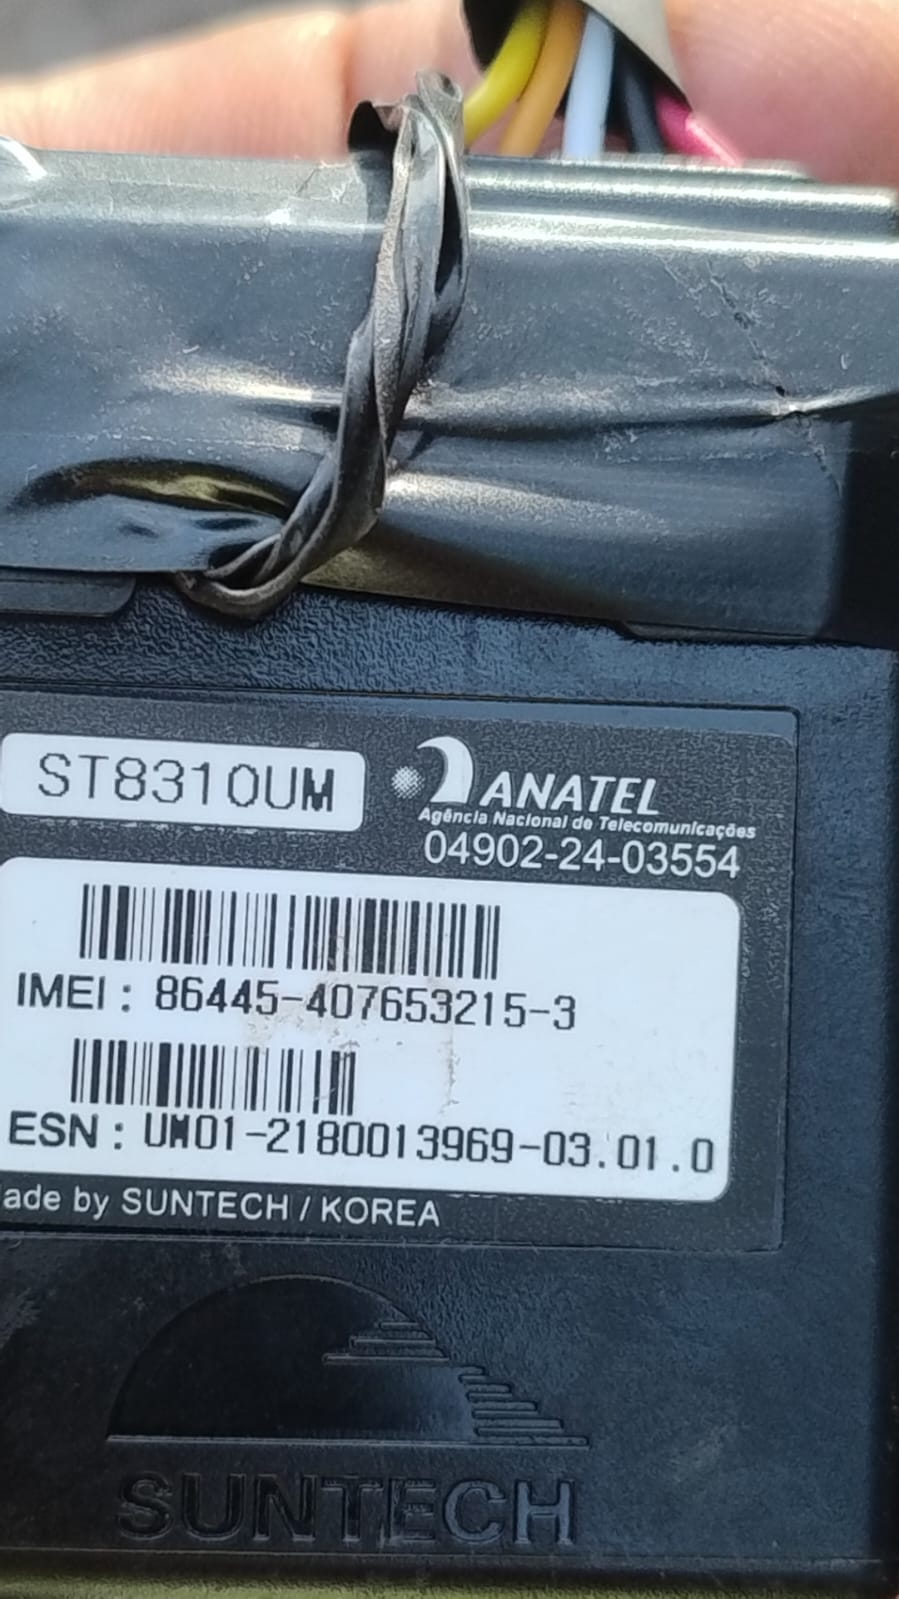 ST8310UM
ANATEL
Agência Nacional de Telecomunicações
04902-24-03554
IMEI : 86445-407653215-3
ESN : UM01-2180013969-03.01.0
ade by SUNTECH / KOREA
SUNTECH